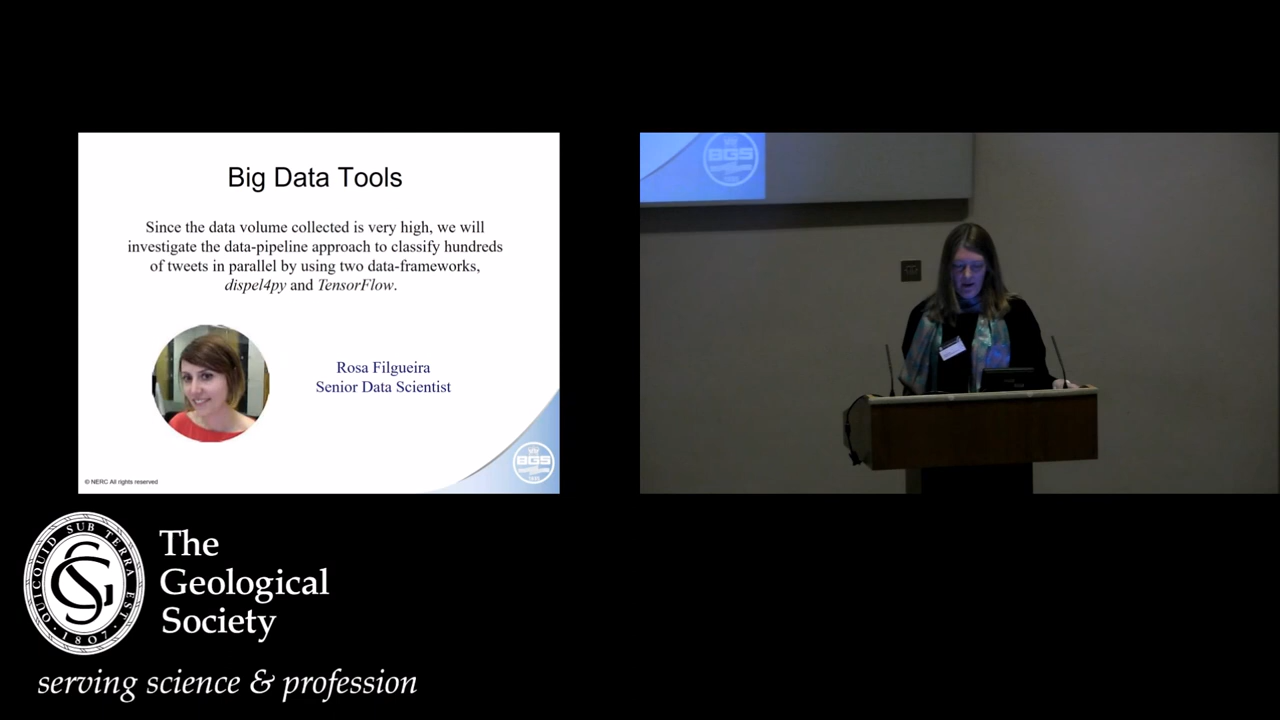 Big Data Tools
Since the data volume collected is very high, we will
investigate the data-pipeline approach to classify hundreds
of tweets in parallel by using two data-frameworks,
dispel4py and TensorFlow.
Rosa Filgueira
Senior Data Scientist
BGS
© NERC All rights reserved
BGS
QUICQUID SUB TERRA EST
· 1807 ·
The
Geological
Society
serving science & profession